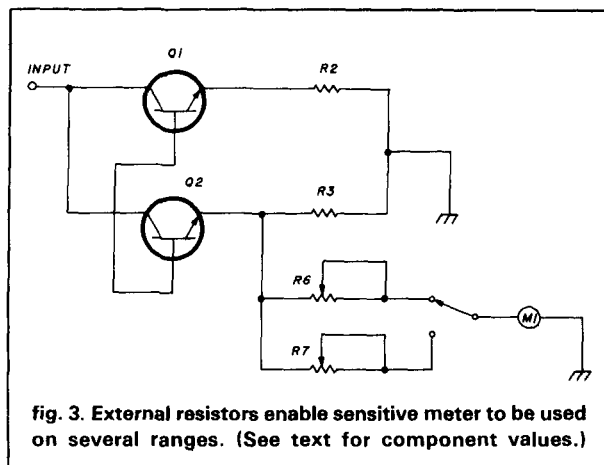 Q1
INPUT
R2
Q2
R3
R6
M1
R7
fig. 3. External resistors enable sensitive meter to be used
on several ranges. (See text for component values.)